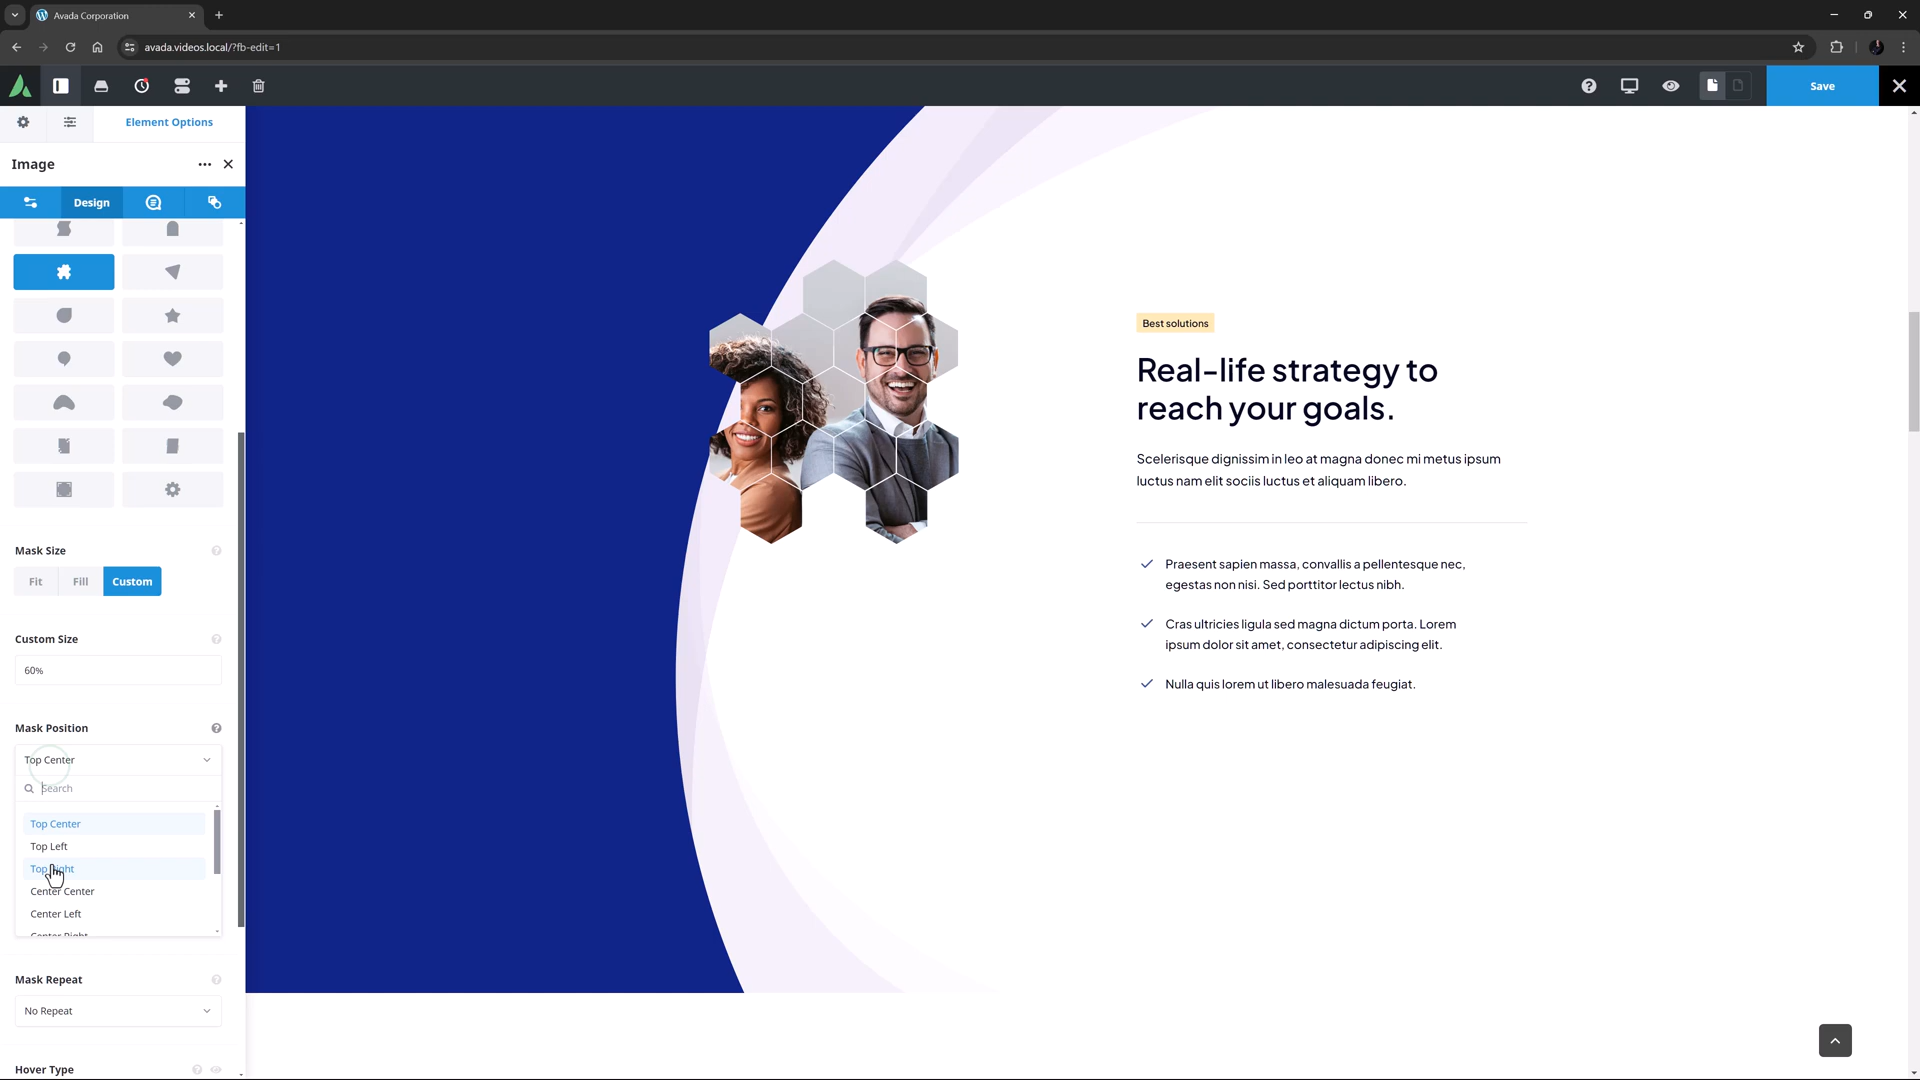 Avada Corporation
avada.videos.local/?fb-edit=1
Save
Element Options
Image
Design
Mask Size
Fit
Fill
Custom
Custom Size
60%
Mask Position
Top Center
Search
Top Center
Top Left
Top Right
Center Center
Center Left
Center Right
Mask Repeat
No Repeat
Hover Type
Best solutions
Real-life strategy to
reach your goals.
Scelerisque dignissim in leo at magna donec mi metus ipsum
luctus nam elit sociis luctus et aliquam libero.
Praesent sapien massa, convallis a pellentesque nec,
egestas non nisi. Sed porttitor lectus nibh.
Cras ultricies ligula sed magna dictum porta. Lorem
ipsum dolor sit amet, consectetur adipiscing elit.
Nulla quis lorem ut libero malesuada feugiat.